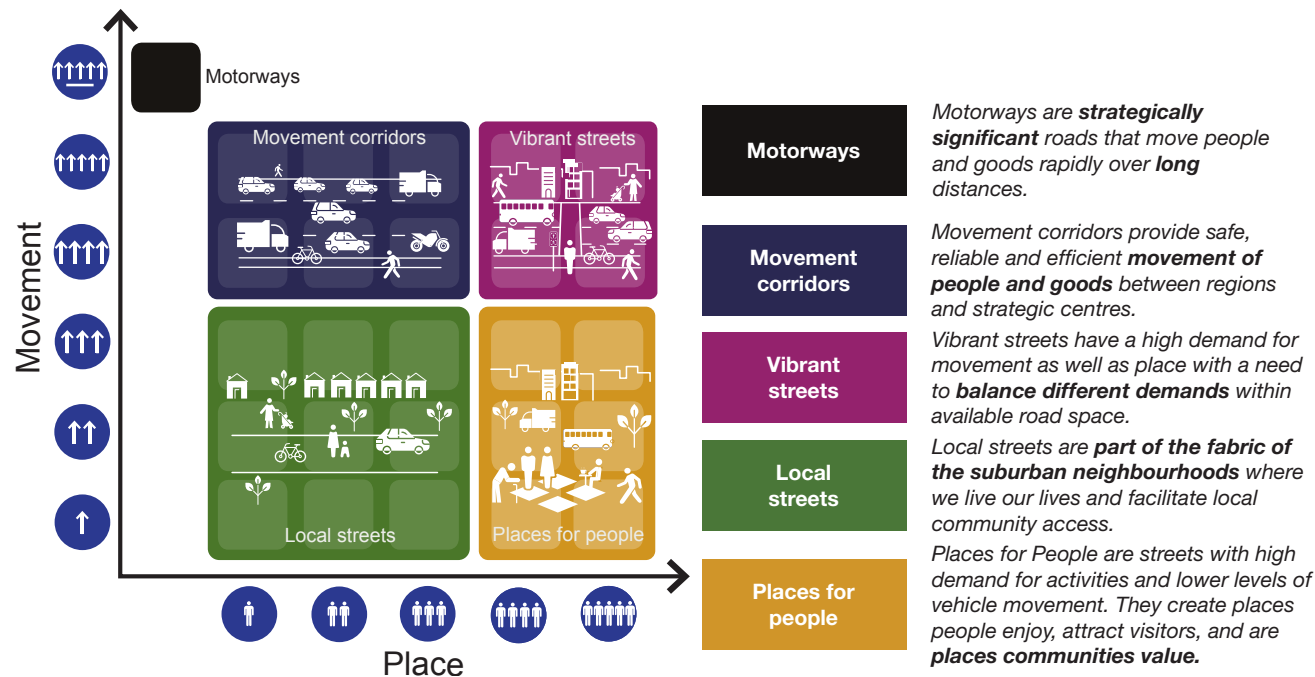 Movement
Motorways
Movement corridors
Vibrant streets
Local streets
Places for people
Place
Motorways
Motorways are strategically
significant roads that move people
and goods rapidly over long
distances.
Movement
corridors
Movement corridors provide safe,
reliable and efficient movement of
people and goods between regions
and strategic centres.
Vibrant
streets
Vibrant streets have a high demand for
movement as well as place with a need
to balance different demands within
available road space.
Local
streets
Local streets are part of the fabric of
the suburban neighbourhoods where
we live our lives and facilitate local
community access.
Places for
people
Places for People are streets with high
demand for activities and lower levels of
vehicle movement. They create places
people enjoy, attract visitors, and are
places communities value.